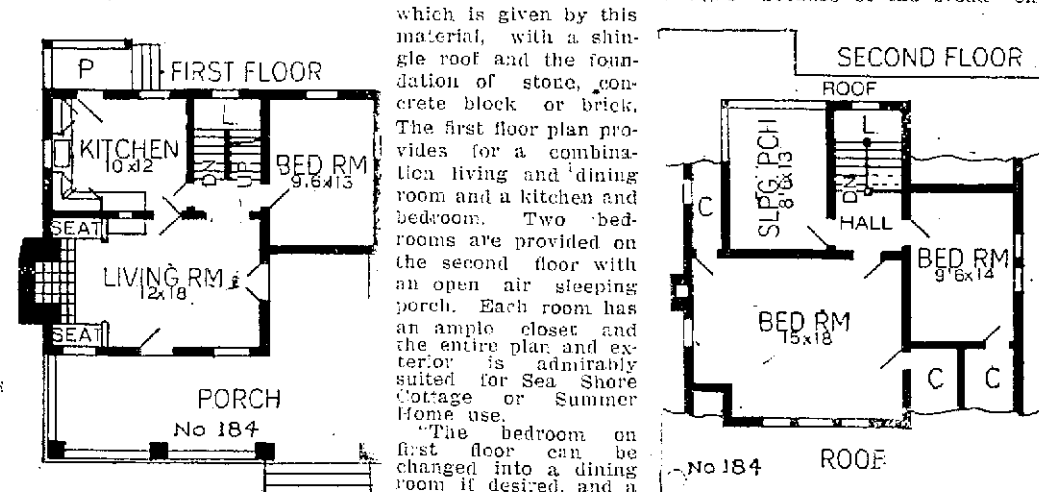 P
FIRST FLOOR
KITCHEN
10x12
L
DN
UP
BED RM
9.6x13
SEAT
LIVING RM
12x18
SEAT
PORCH
No 184
which is given by this
material, with a shin-
gle roof and the foun-
dation of stone, con-
crete block or brick.
The first floor plan pro-
vides for a combina-
tion living and dining
room and a kitchen and
bedroom. Two bed-
rooms are provided on
the second floor with
an open air sleeping
porch. Each room has
an ample closet and
the entire plan and ex-
terior is admirably
suited for Sea Shore
Cottage or Summer
Home use.
"The bedroom on
first floor can be
changed into a dining
room if desired, and a
SECOND FLOOR
ROOF
SLPG PCH
8'6x13
L
DN
C
HALL
BED RM
9'6x14
BED RM
15x18
C
C
No 184
ROOF